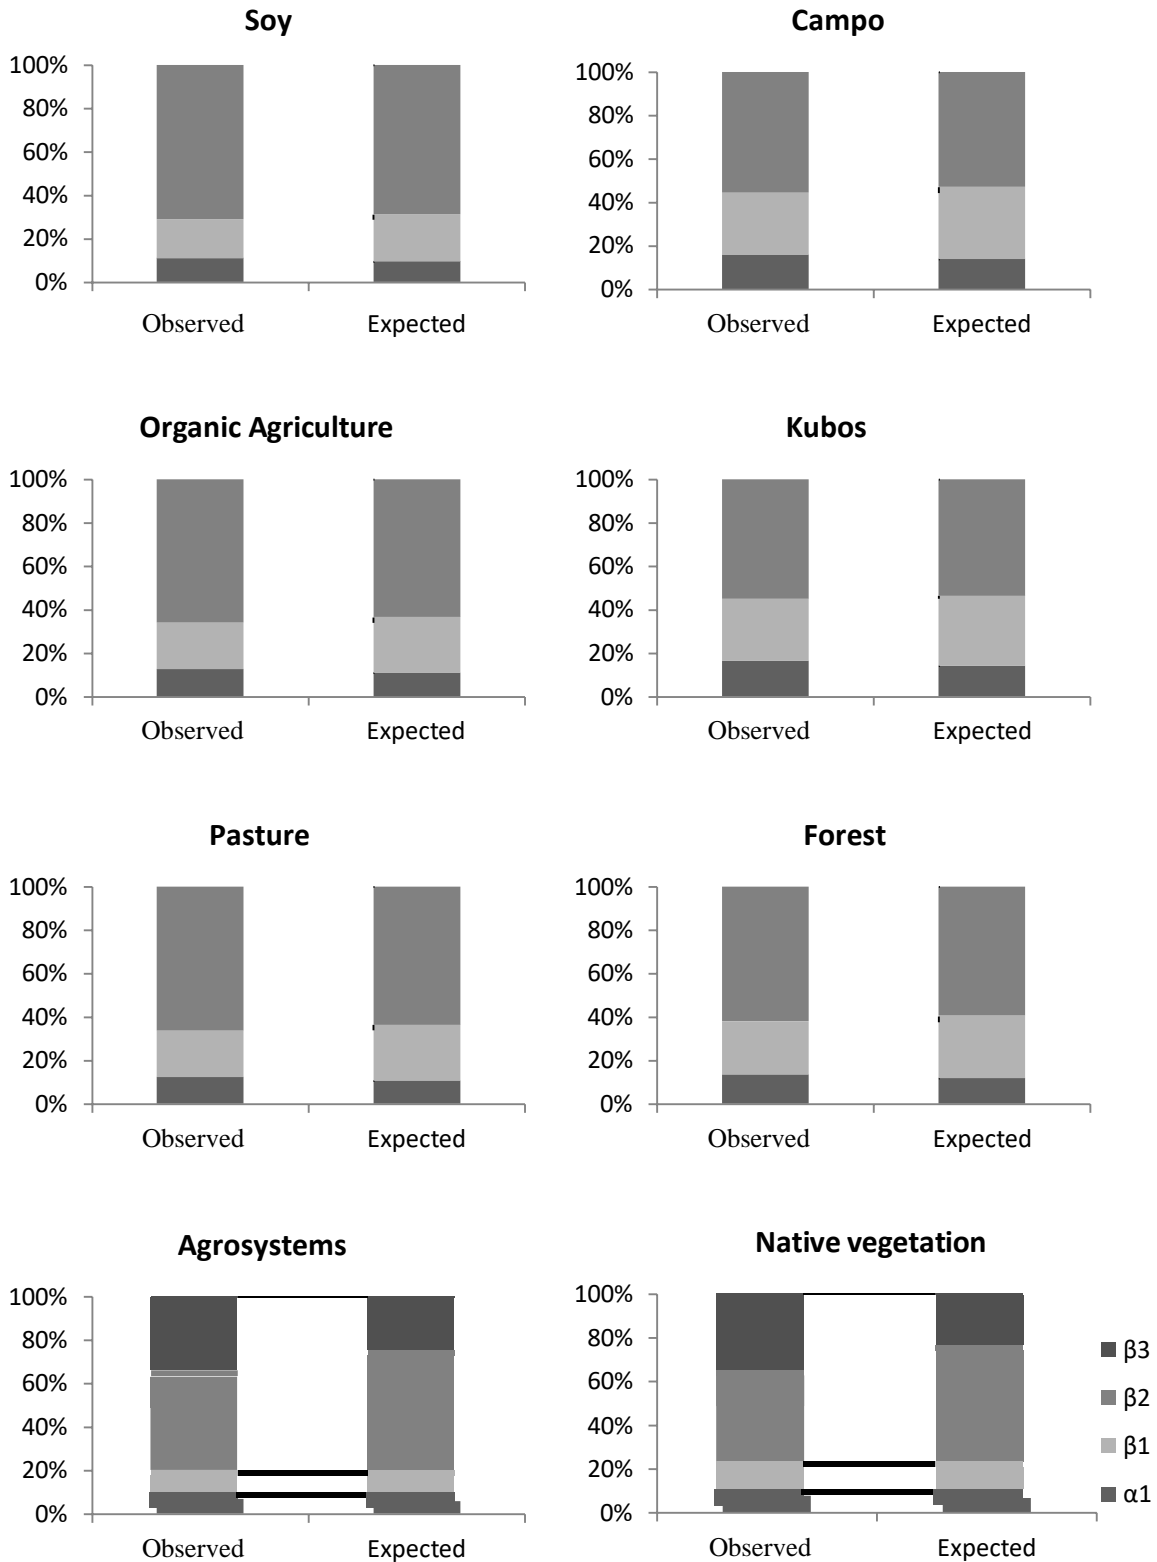 Soy
100%
80%
60%
40%
20%
0%
Observed Expected
Campo
100%
80%
60%
40%
20%
0%
Observed Expected
Organic Agriculture
100%
80%
60%
40%
20%
0%
Observed Expected
Kubos
100%
80%
60%
40%
20%
0%
Observed Expected
Pasture
100%
80%
60%
40%
20%
0%
Observed Expected
Forest
100%
80%
60%
40%
20%
0%
Observed Expected
Agrosystems
100%
80%
60%
40%
20%
0%
Observed Expected
Native vegetation
100%
80%
60%
40%
20%
0%
Observed Expected
β3
β2
β1
α1